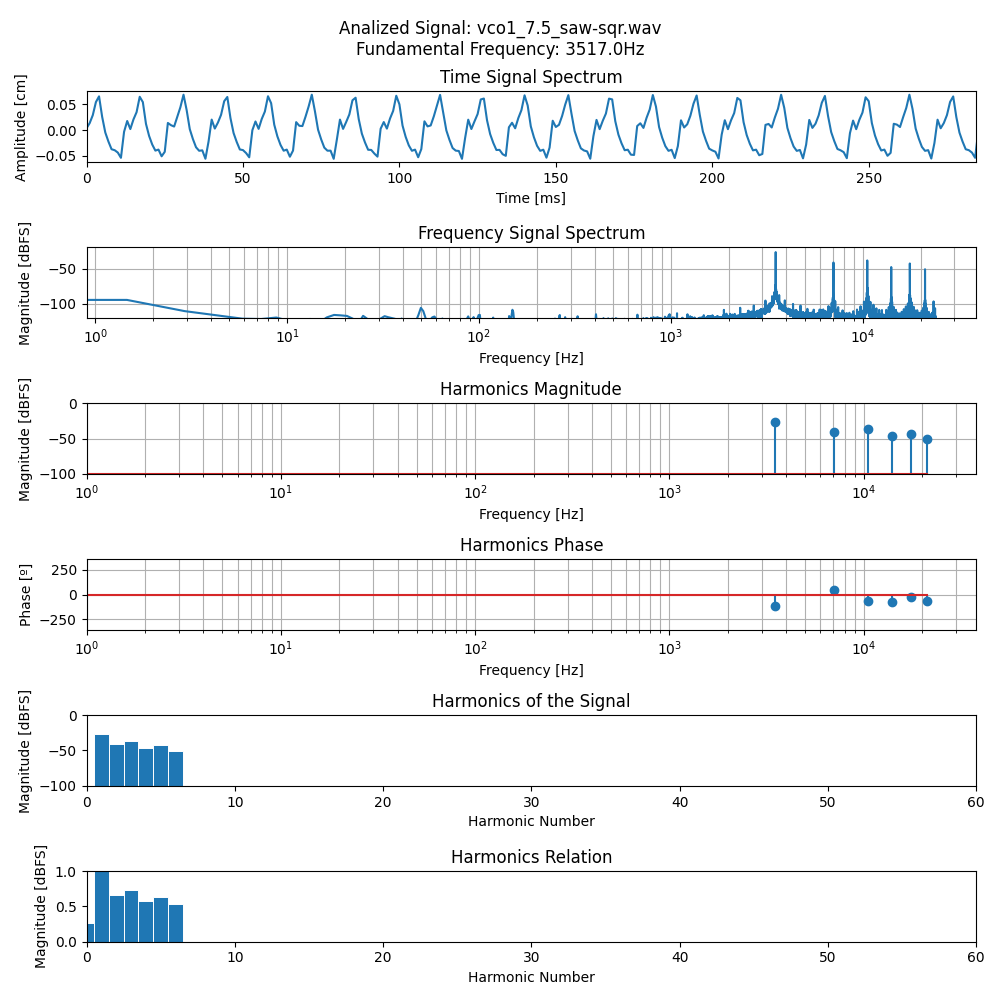 Analized Signal: vco1_7.5_saw-sqr.wav
Fundamental Frequency: 3517.0Hz
Time Signal Spectrum
Amplitude [cm]
0.05
0.00
−0.05
0 50 100 150 200 250
Time [ms]
Frequency Signal Spectrum
Magnitude [dBFS]
−50
−100
10⁰ 10¹ 10² 10³ 10⁴
Frequency [Hz]
Harmonics Magnitude
Magnitude [dBFS]
0
−50
−100
10⁰ 10¹ 10² 10³ 10⁴
Frequency [Hz]
Harmonics Phase
Phase [º]
250
0
−250
10⁰ 10¹ 10² 10³ 10⁴
Frequency [Hz]
Harmonics of the Signal
Magnitude [dBFS]
0
−50
−100
0 10 20 30 40 50 60
Harmonic Number
Harmonics Relation
Magnitude [dBFS]
1.0
0.5
0.0
0 10 20 30 40 50 60
Harmonic Number